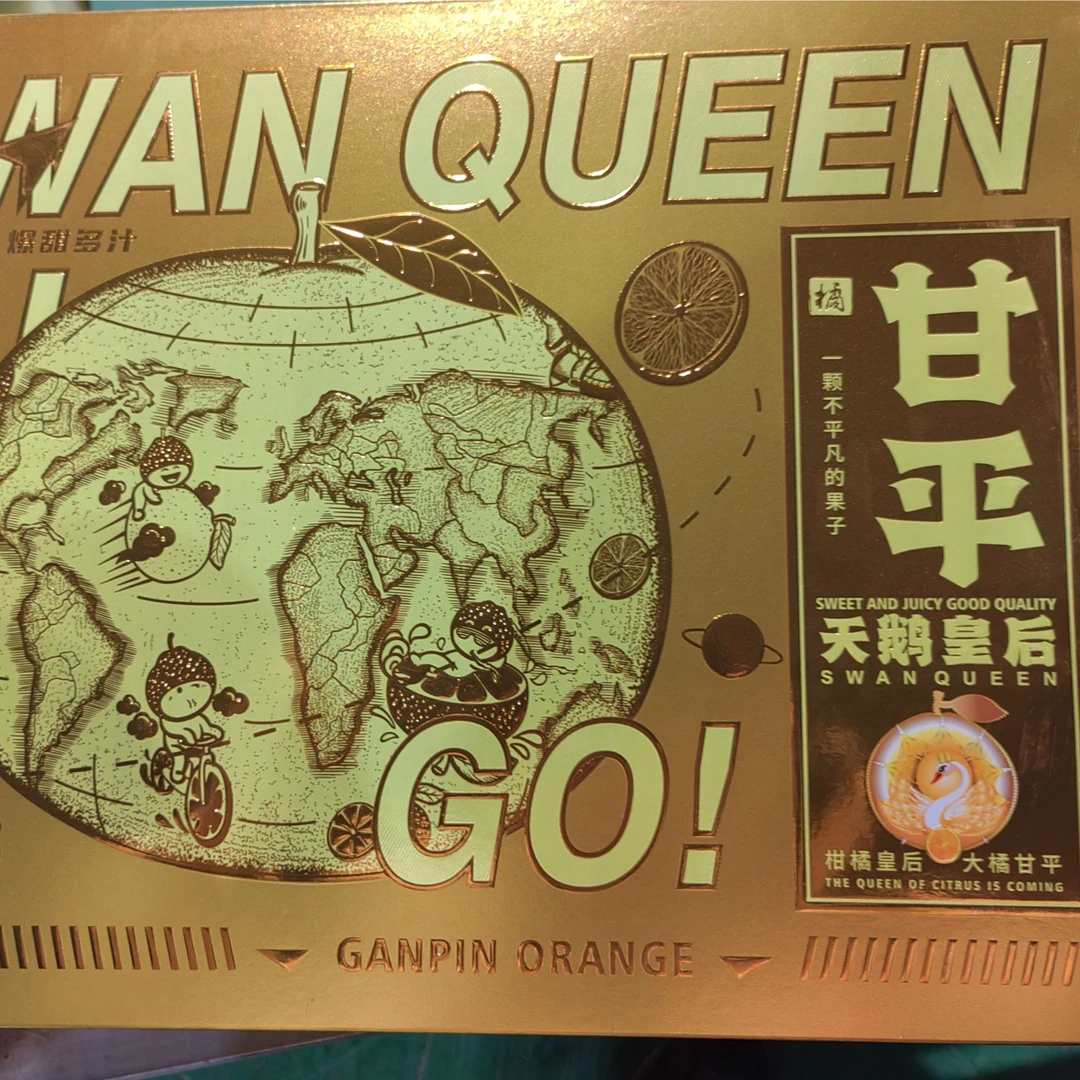 WAN QUEEN
爆甜多汁
GO!
橘
甘平
一颗不平凡的果子
SWEET AND JUICY GOOD QUALITY
天鹅皇后
SWAN QUEEN
柑橘皇后 大橘甘平
THE QUEEN OF CITRUS IS COMING
GANPIN ORANGE